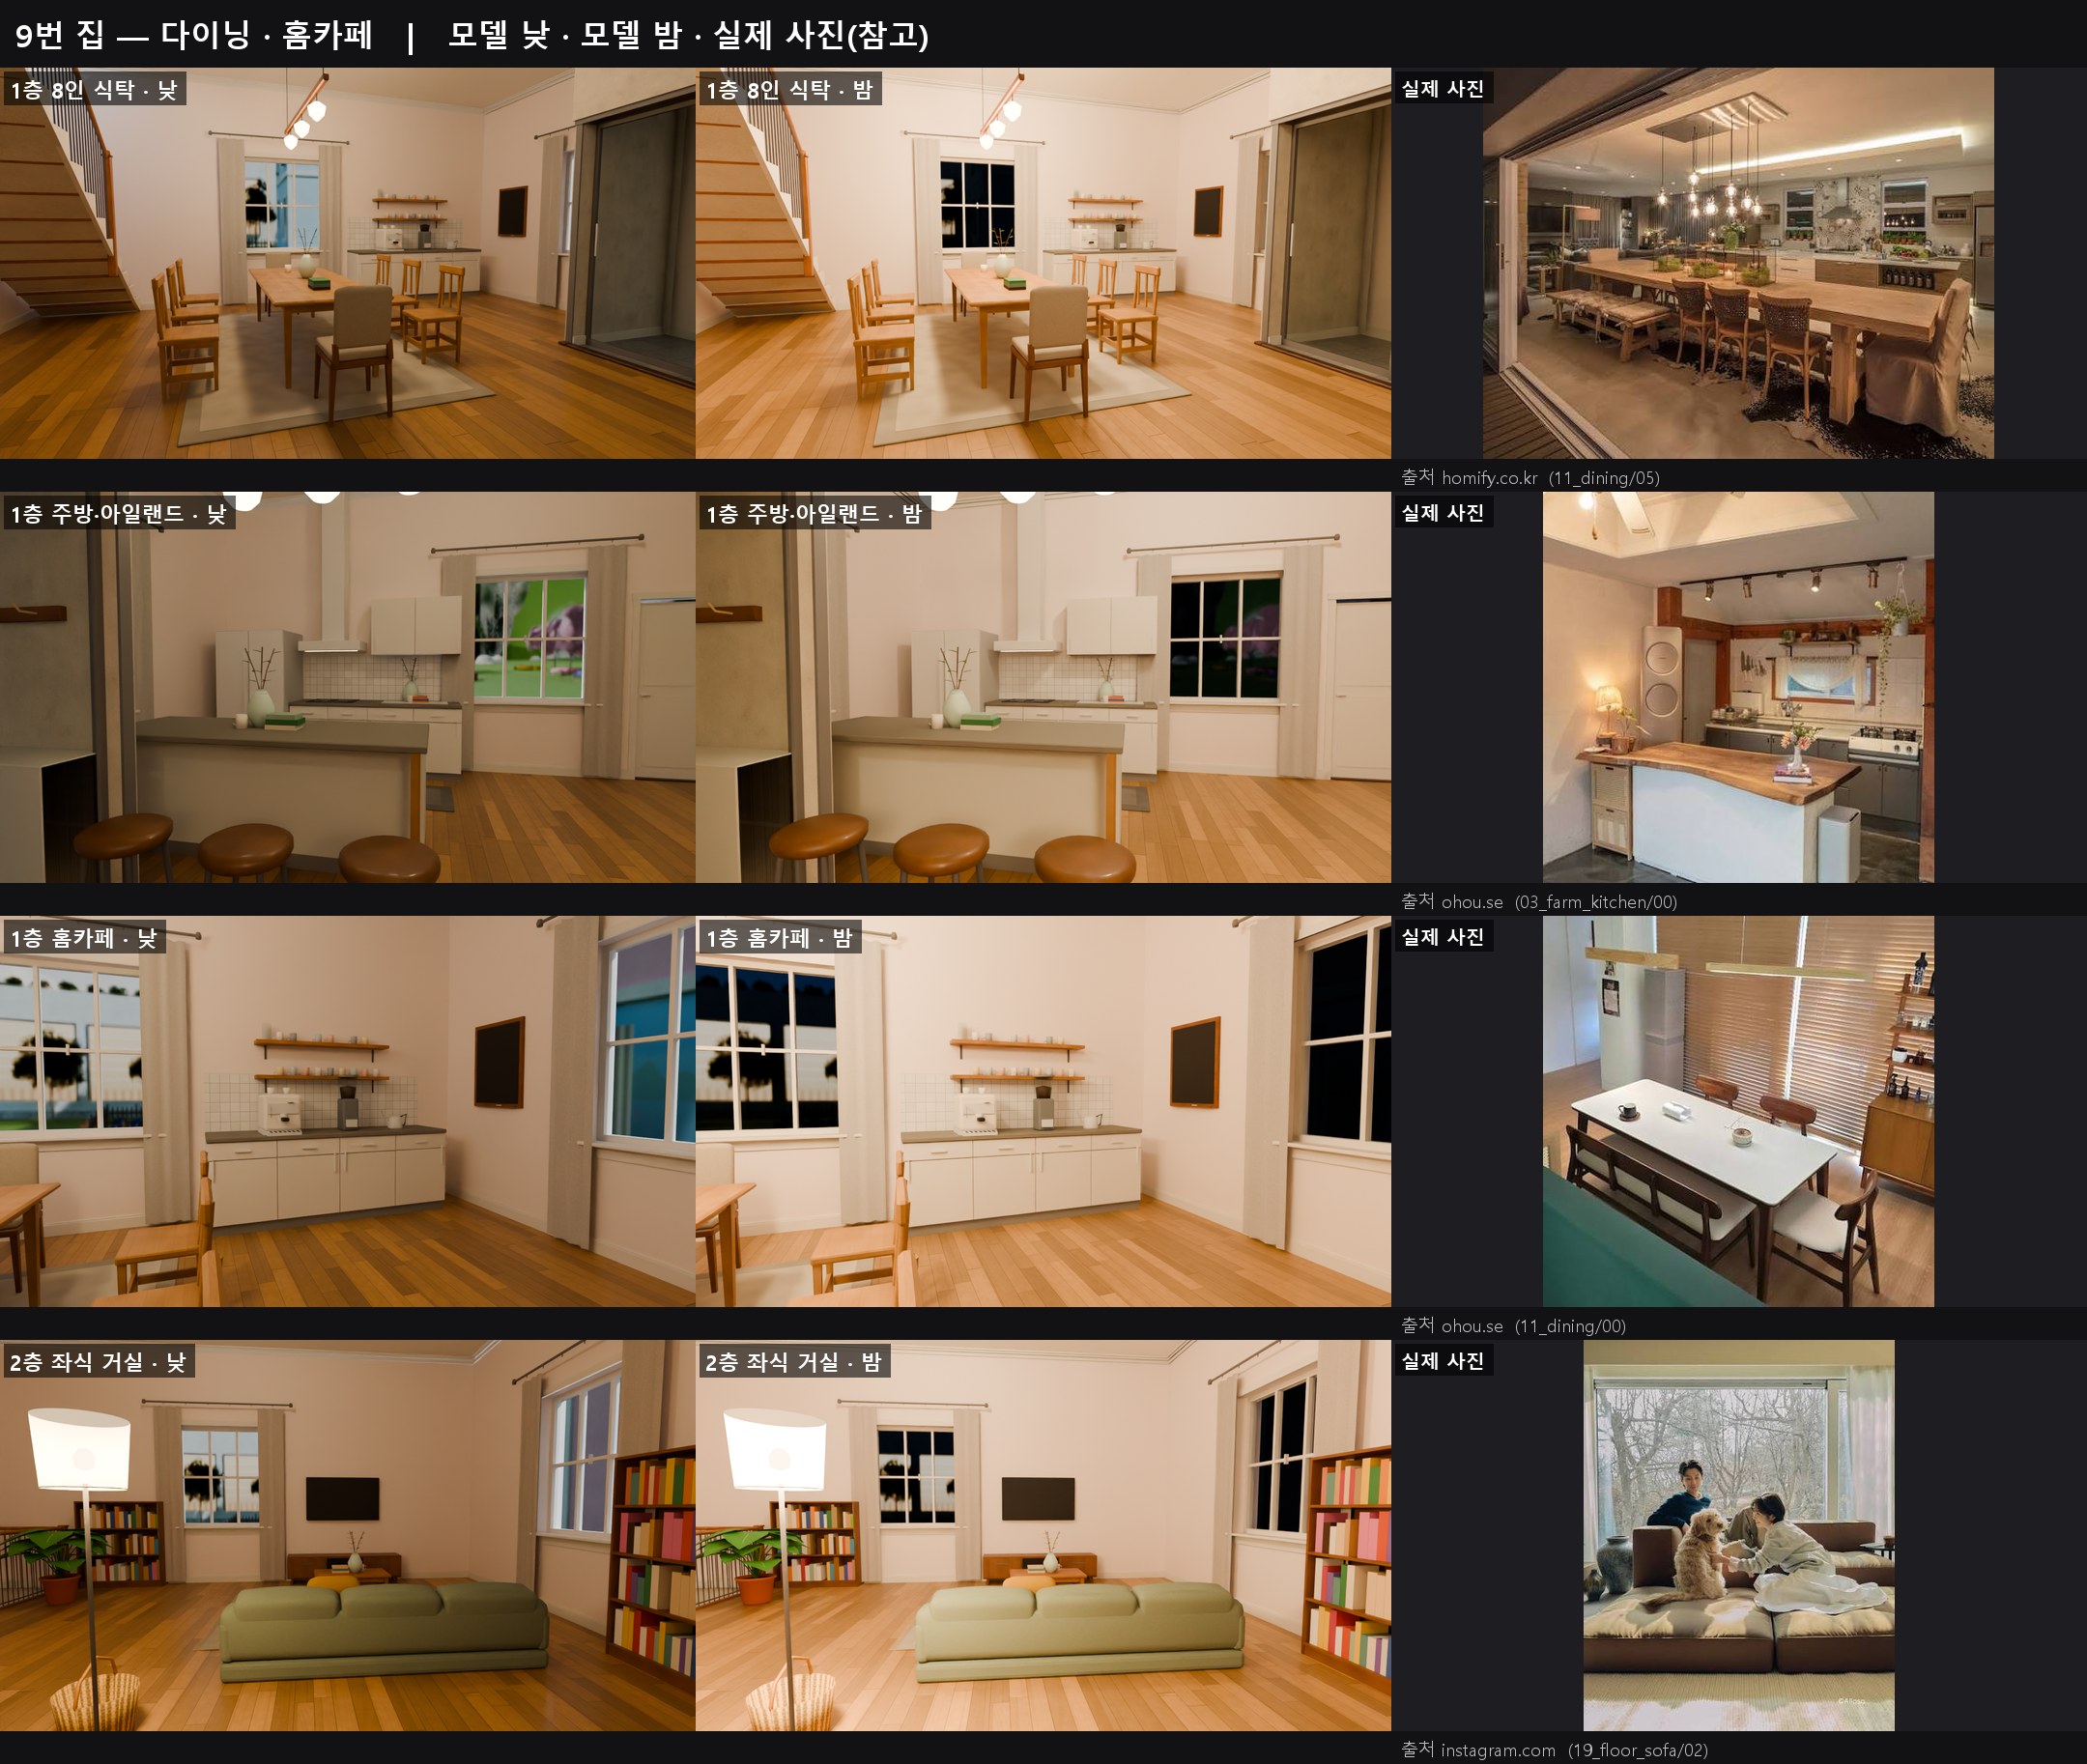 9번 집 — 다이닝 · 홈카페 | 모델 낮 · 모델 밤 · 실제 사진(참고)
1층 8인 식탁 · 낮
1층 8인 식탁 · 밤
실제 사진
출처 homify.co.kr (11_dining/05)
1층 주방·아일랜드 · 낮
1층 주방·아일랜드 · 밤
실제 사진
출처 ohou.se (03_farm_kitchen/00)
1층 홈카페 · 낮
1층 홈카페 · 밤
실제 사진
출처 ohou.se (11_dining/00)
2층 좌식 거실 · 낮
2층 좌식 거실 · 밤
실제 사진
출처 instagram.com (19_floor_sofa/02)